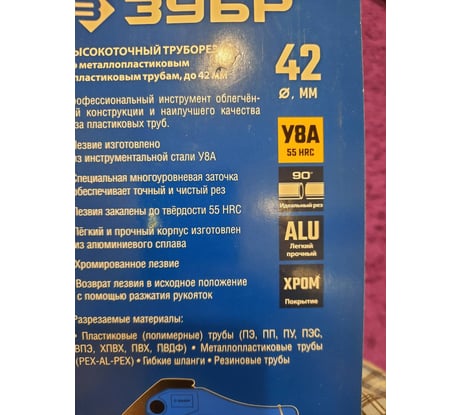 ЗУБР
ВЫСОКОТОЧНЫЙ ТРУБОРЕЗ
по металлопластиковым
пластиковым трубам, до 42 мм
42
Ø, ММ
рофессиональный инструмент облегчён-
й конструкции и наилучшего качества
за пластиковых труб.
У8А
55 HRC
Лезвие изготовлено
из инструментальной стали У8А
Специальная многоуровневая заточка
обеспечивает точный и чистый рез
90°
Идеальный рез
Лезвия закалены до твёрдости 55 HRC
Лёгкий и прочный корпус изготовлен
из алюминиевого сплава
ALU
Легкий
прочный
Хромированное лезвие
Возврат лезвия в исходное положение
с помощью разжатия рукояток
ХРОМ
Покрытие
Разрезаемые материалы:
• Пластиковые (полимерные) трубы (ПЭ, ПП, ПУ, ПЭС,
ВПЭ, ХПВХ, ПВХ, ПВДФ) • Металлопластиковые трубы
(PEX-AL-PEX) • Гибкие шланги • Резиновые трубы